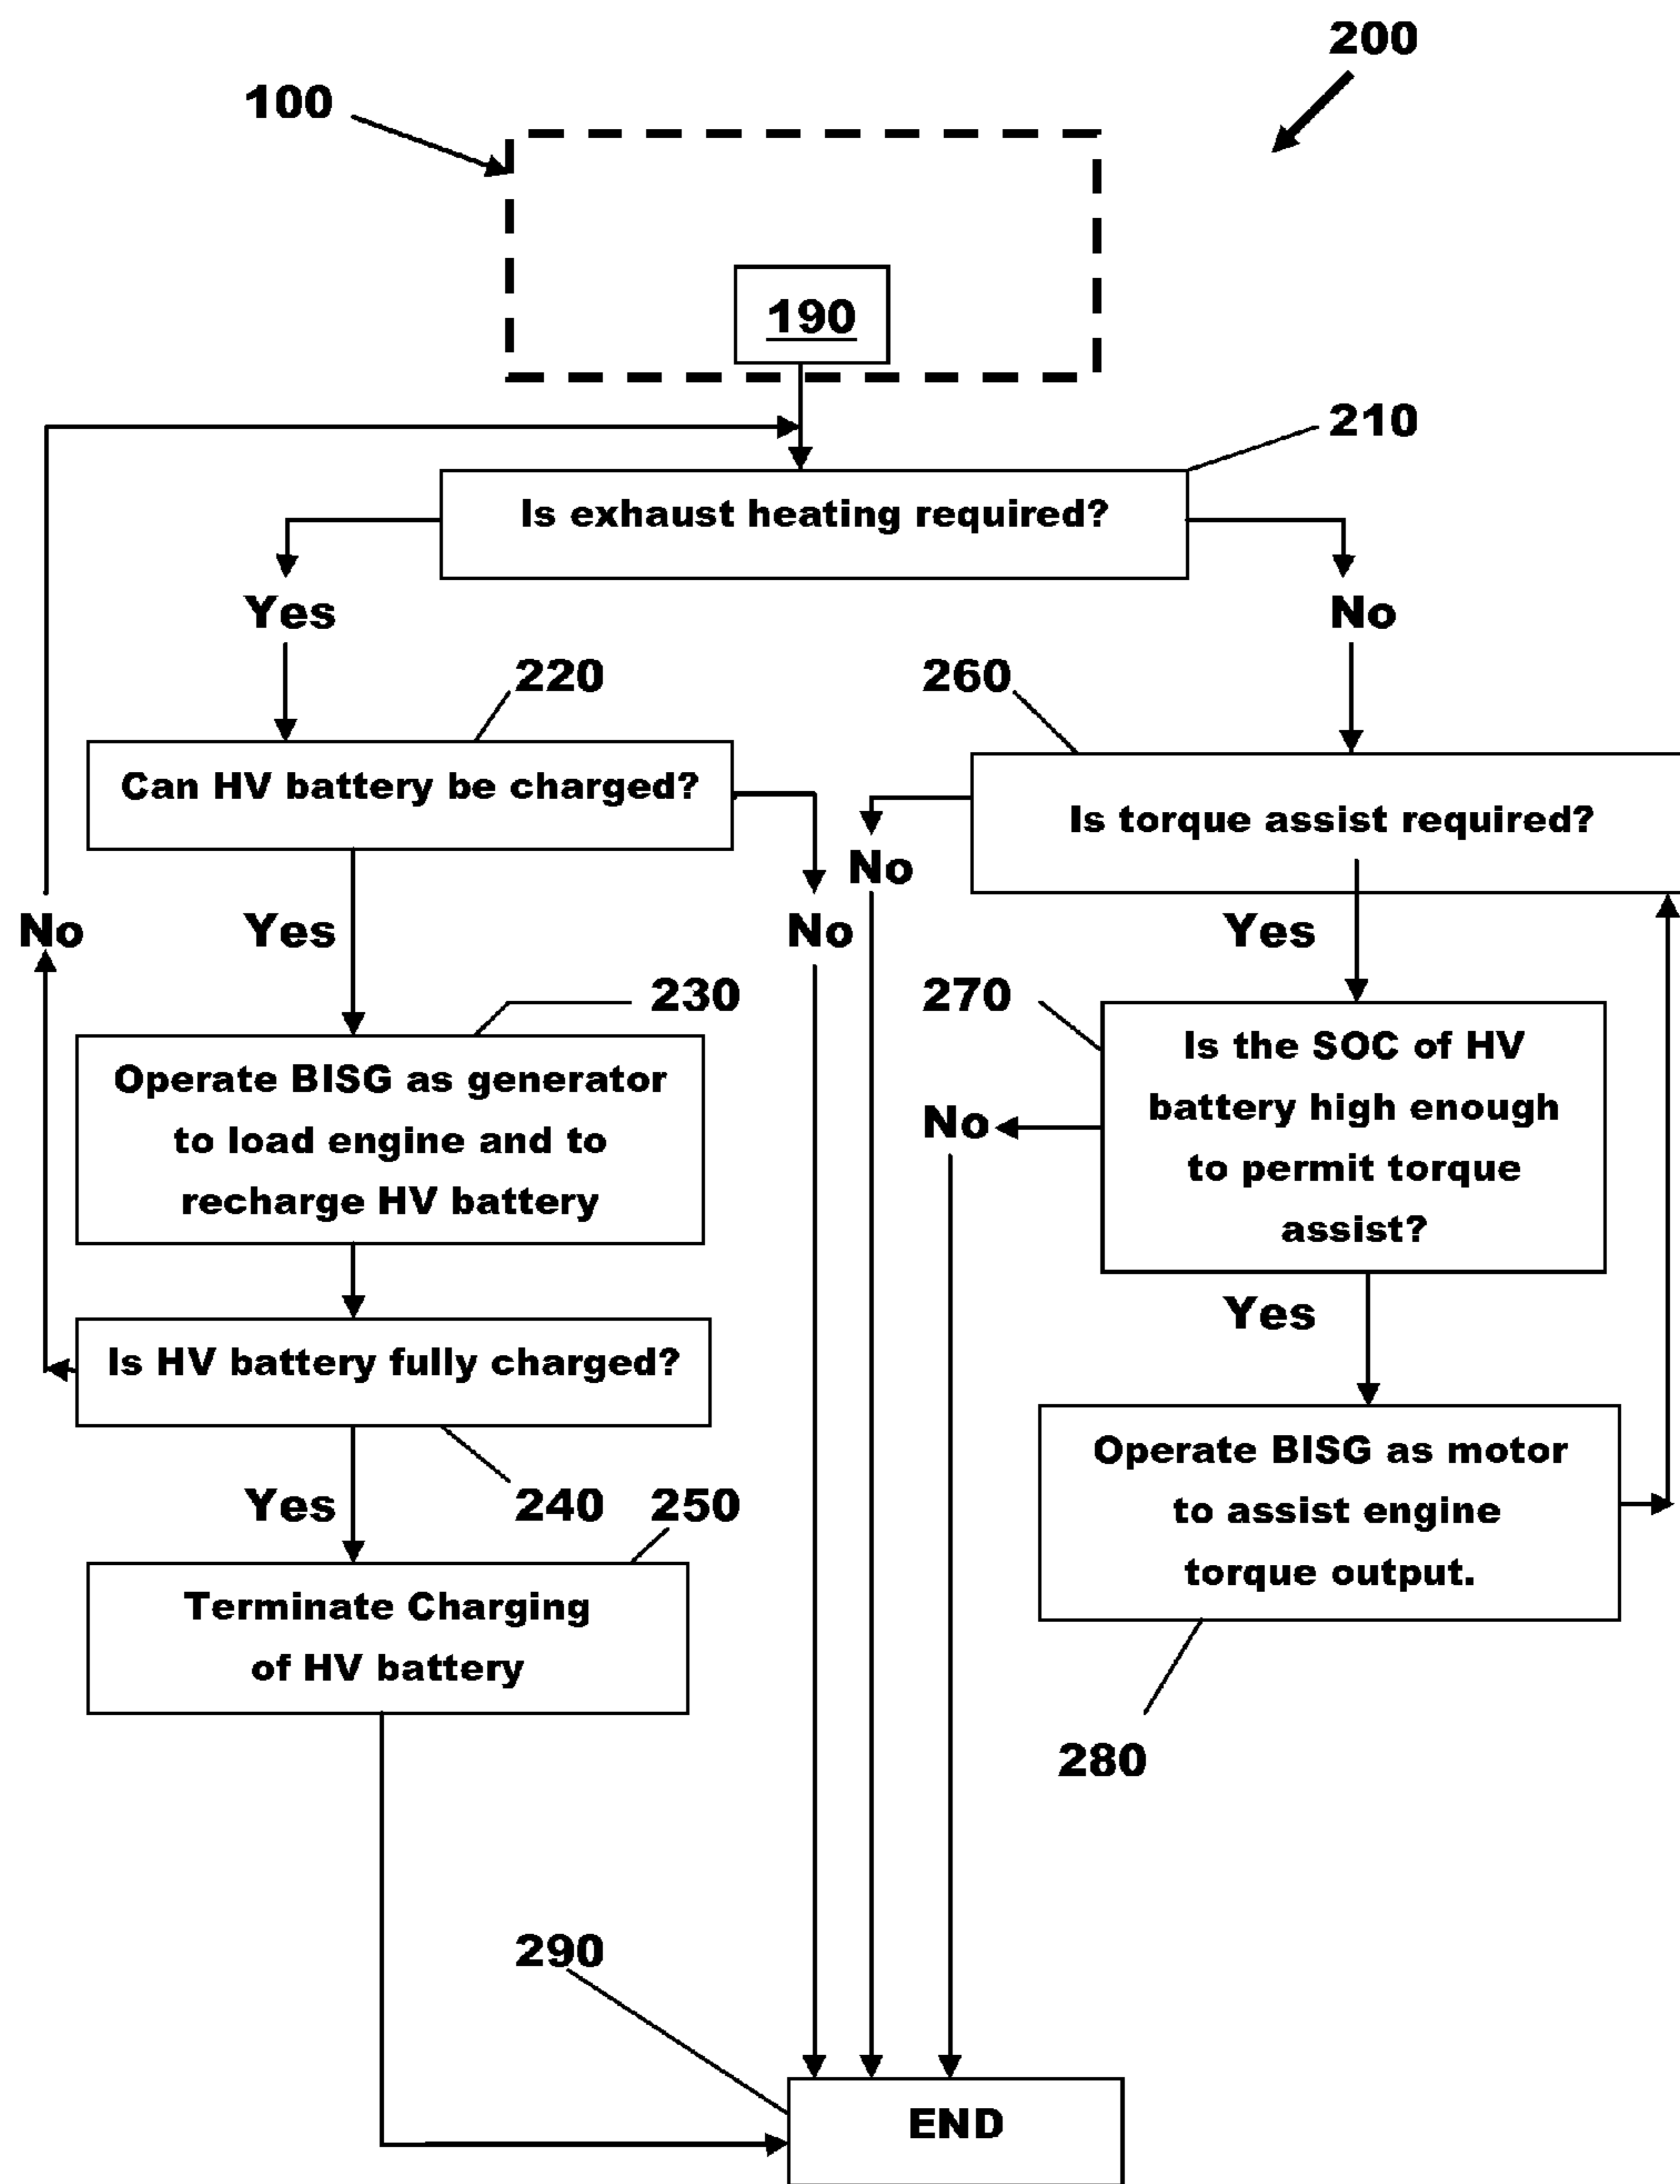 200
100
190
210
Is exhaust heating required?
Yes
No
220
260
Can HV battery be charged?
Is torque assist required?
No
No
Yes
No
Yes
230
270
Operate BISG as generator
to load engine and to
recharge HV battery
Is the SOC of HV
battery high enough
to permit torque
assist?
No
Yes
Is HV battery fully charged?
Operate BISG as motor
to assist engine
torque output.
Yes
240
250
Terminate Charging
of HV battery
280
290
END